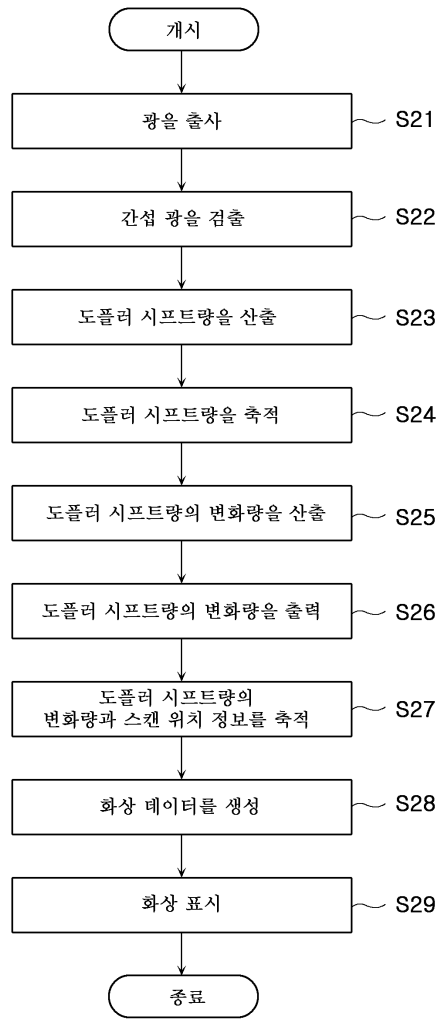 개시
광을 출사 S21
간섭 광을 검출 S22
도플러 시프트량을 산출 S23
도플러 시프트량을 축적 S24
도플러 시프트량의 변화량을 산출 S25
도플러 시프트량의 변화량을 출력 S26
도플러 시프트량의
변화량과 스캔 위치 정보를 축적 S27
화상 데이터를 생성 S28
화상 표시 S29
종료